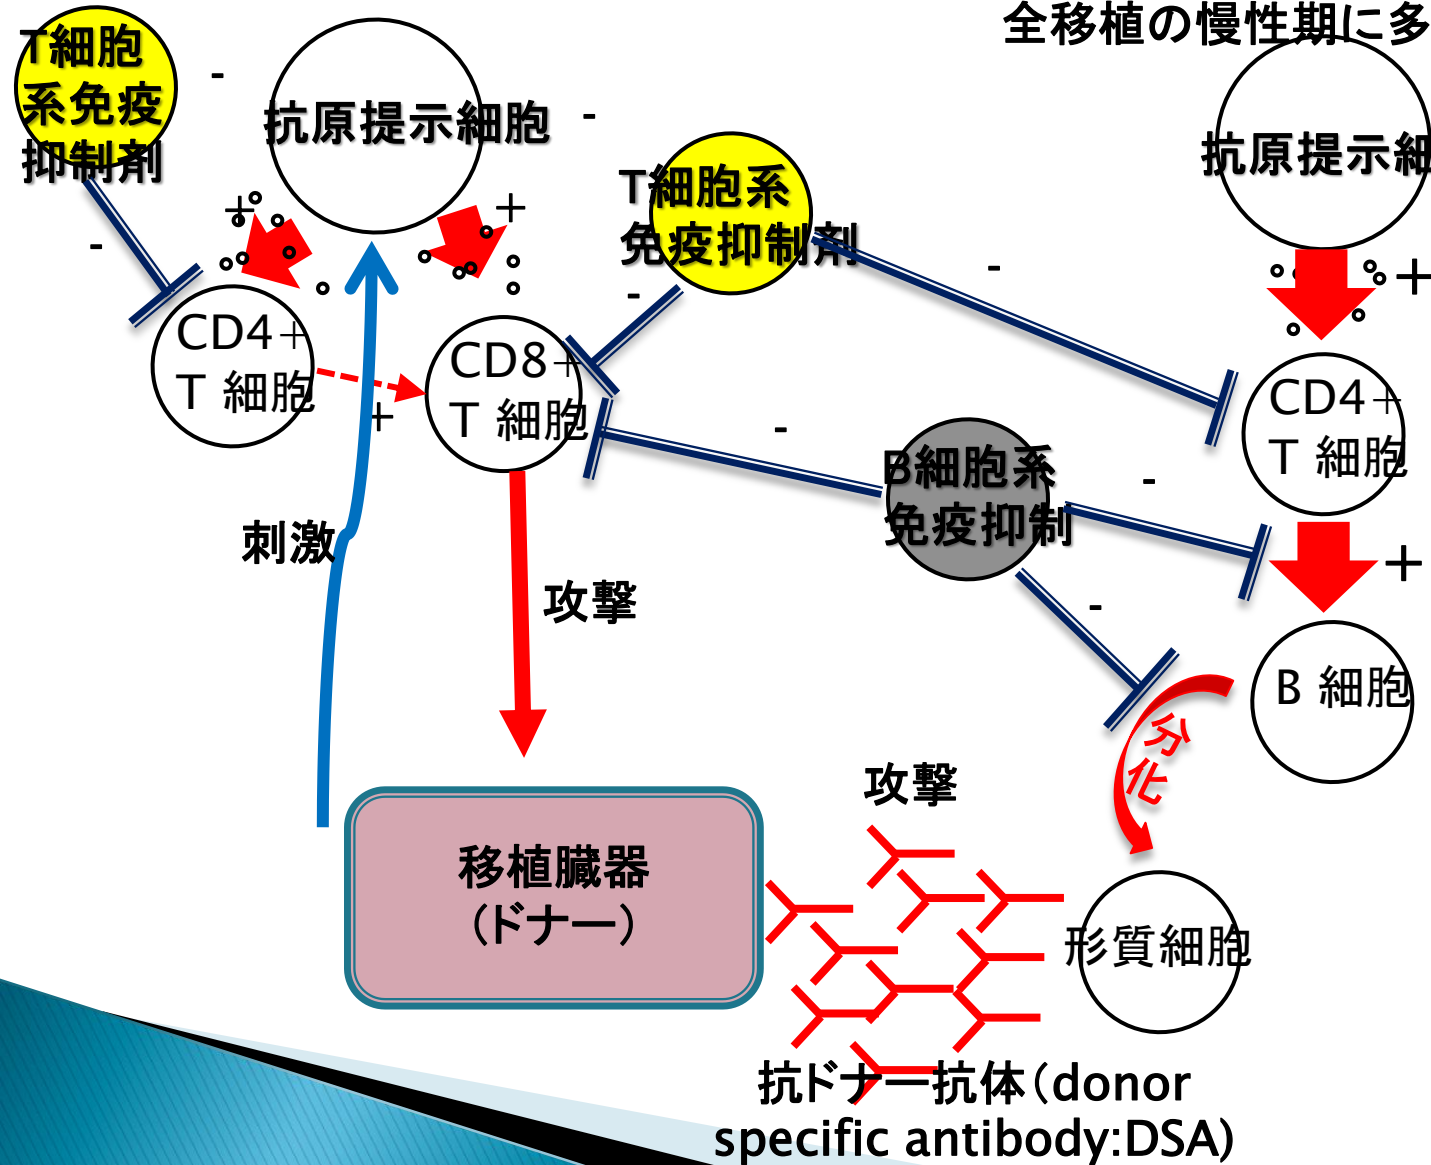 全移植の慢性期に多
T細胞
系免疫
抑制剤
-
抗原提示細胞
-
T細胞系
免疫抑制剤
抗原提示細
+
+
-
-
-
+
CD4+
T 細胞
+
CD8+
T 細胞
CD4+
T 細胞
-
B細胞系
免疫抑制
-
+
刺激
攻撃
-
B 細胞
分
化
攻撃
移植臓器
(ドナー)
形質細胞
抗ドナー抗体(donor
specific antibody:DSA)